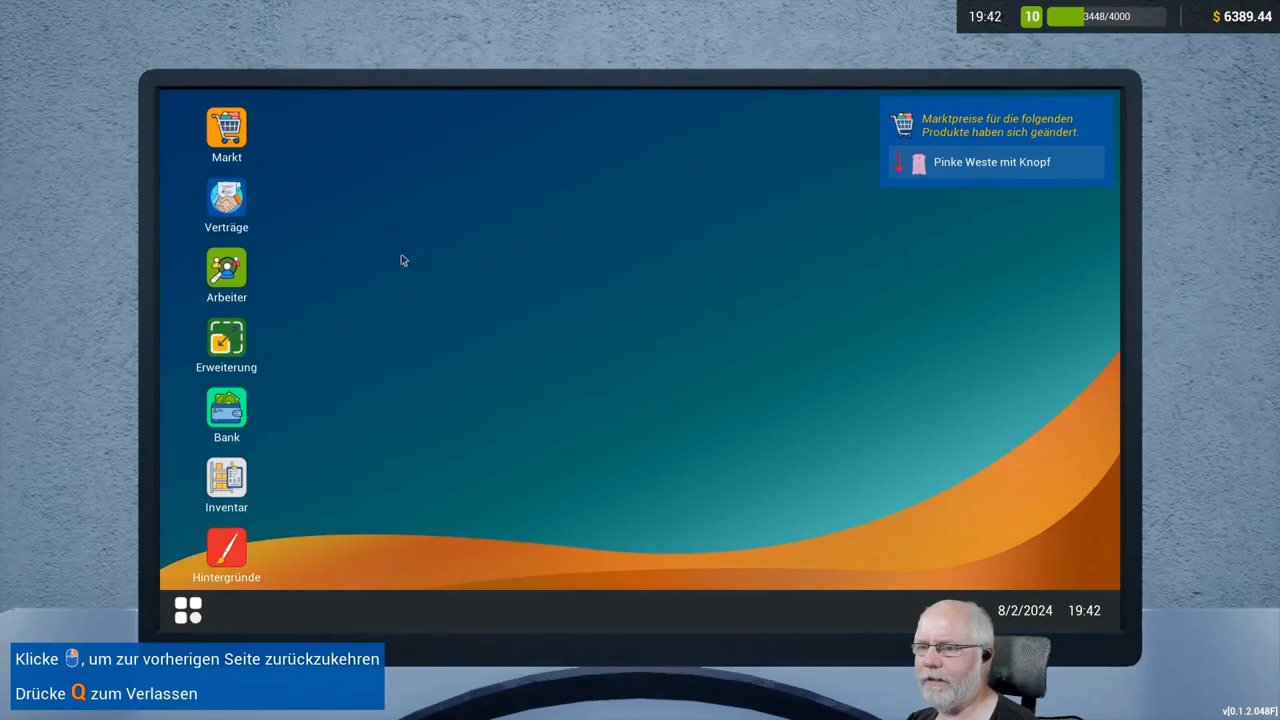 19:42 10 3448/4000 $ 6389.44
Markt
Verträge
Arbeiter
Erweiterung
Bank
Inventar
Hintergründe
Marktpreise für die folgenden
Produkte haben sich geändert.
Pinke Weste mit Knopf
8/2/2024 19:42
Klicke , um zur vorherigen Seite zurückzukehren
Drücke Q zum Verlassen
v[0.1.2.048F]